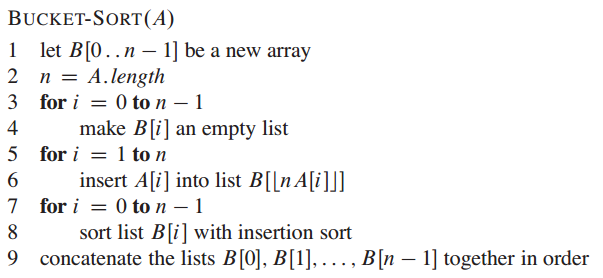 BUCKET-SORT(A)
1 let B[0..n − 1] be a new array
2 n = A.length
3 for i = 0 to n − 1
4 make B[i] an empty list
5 for i = 1 to n
6 insert A[i] into list B[⌊nA[i]⌋]
7 for i = 0 to n − 1
8 sort list B[i] with insertion sort
9 concatenate the lists B[0], B[1], . . . , B[n − 1] together in order